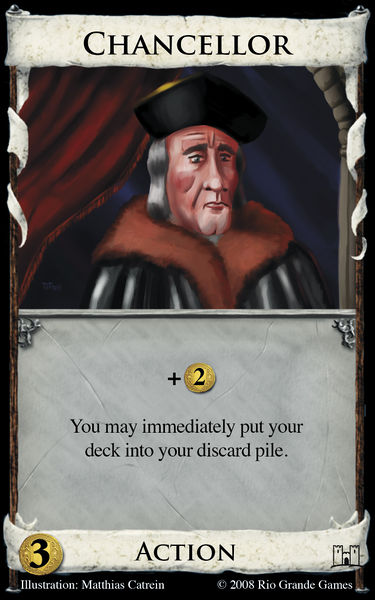 CHANCELLOR
+ 2
You may immediately put your
deck into your discard pile.
3 ACTION
Illustration: Matthias Catrein © 2008 Rio Grande Games